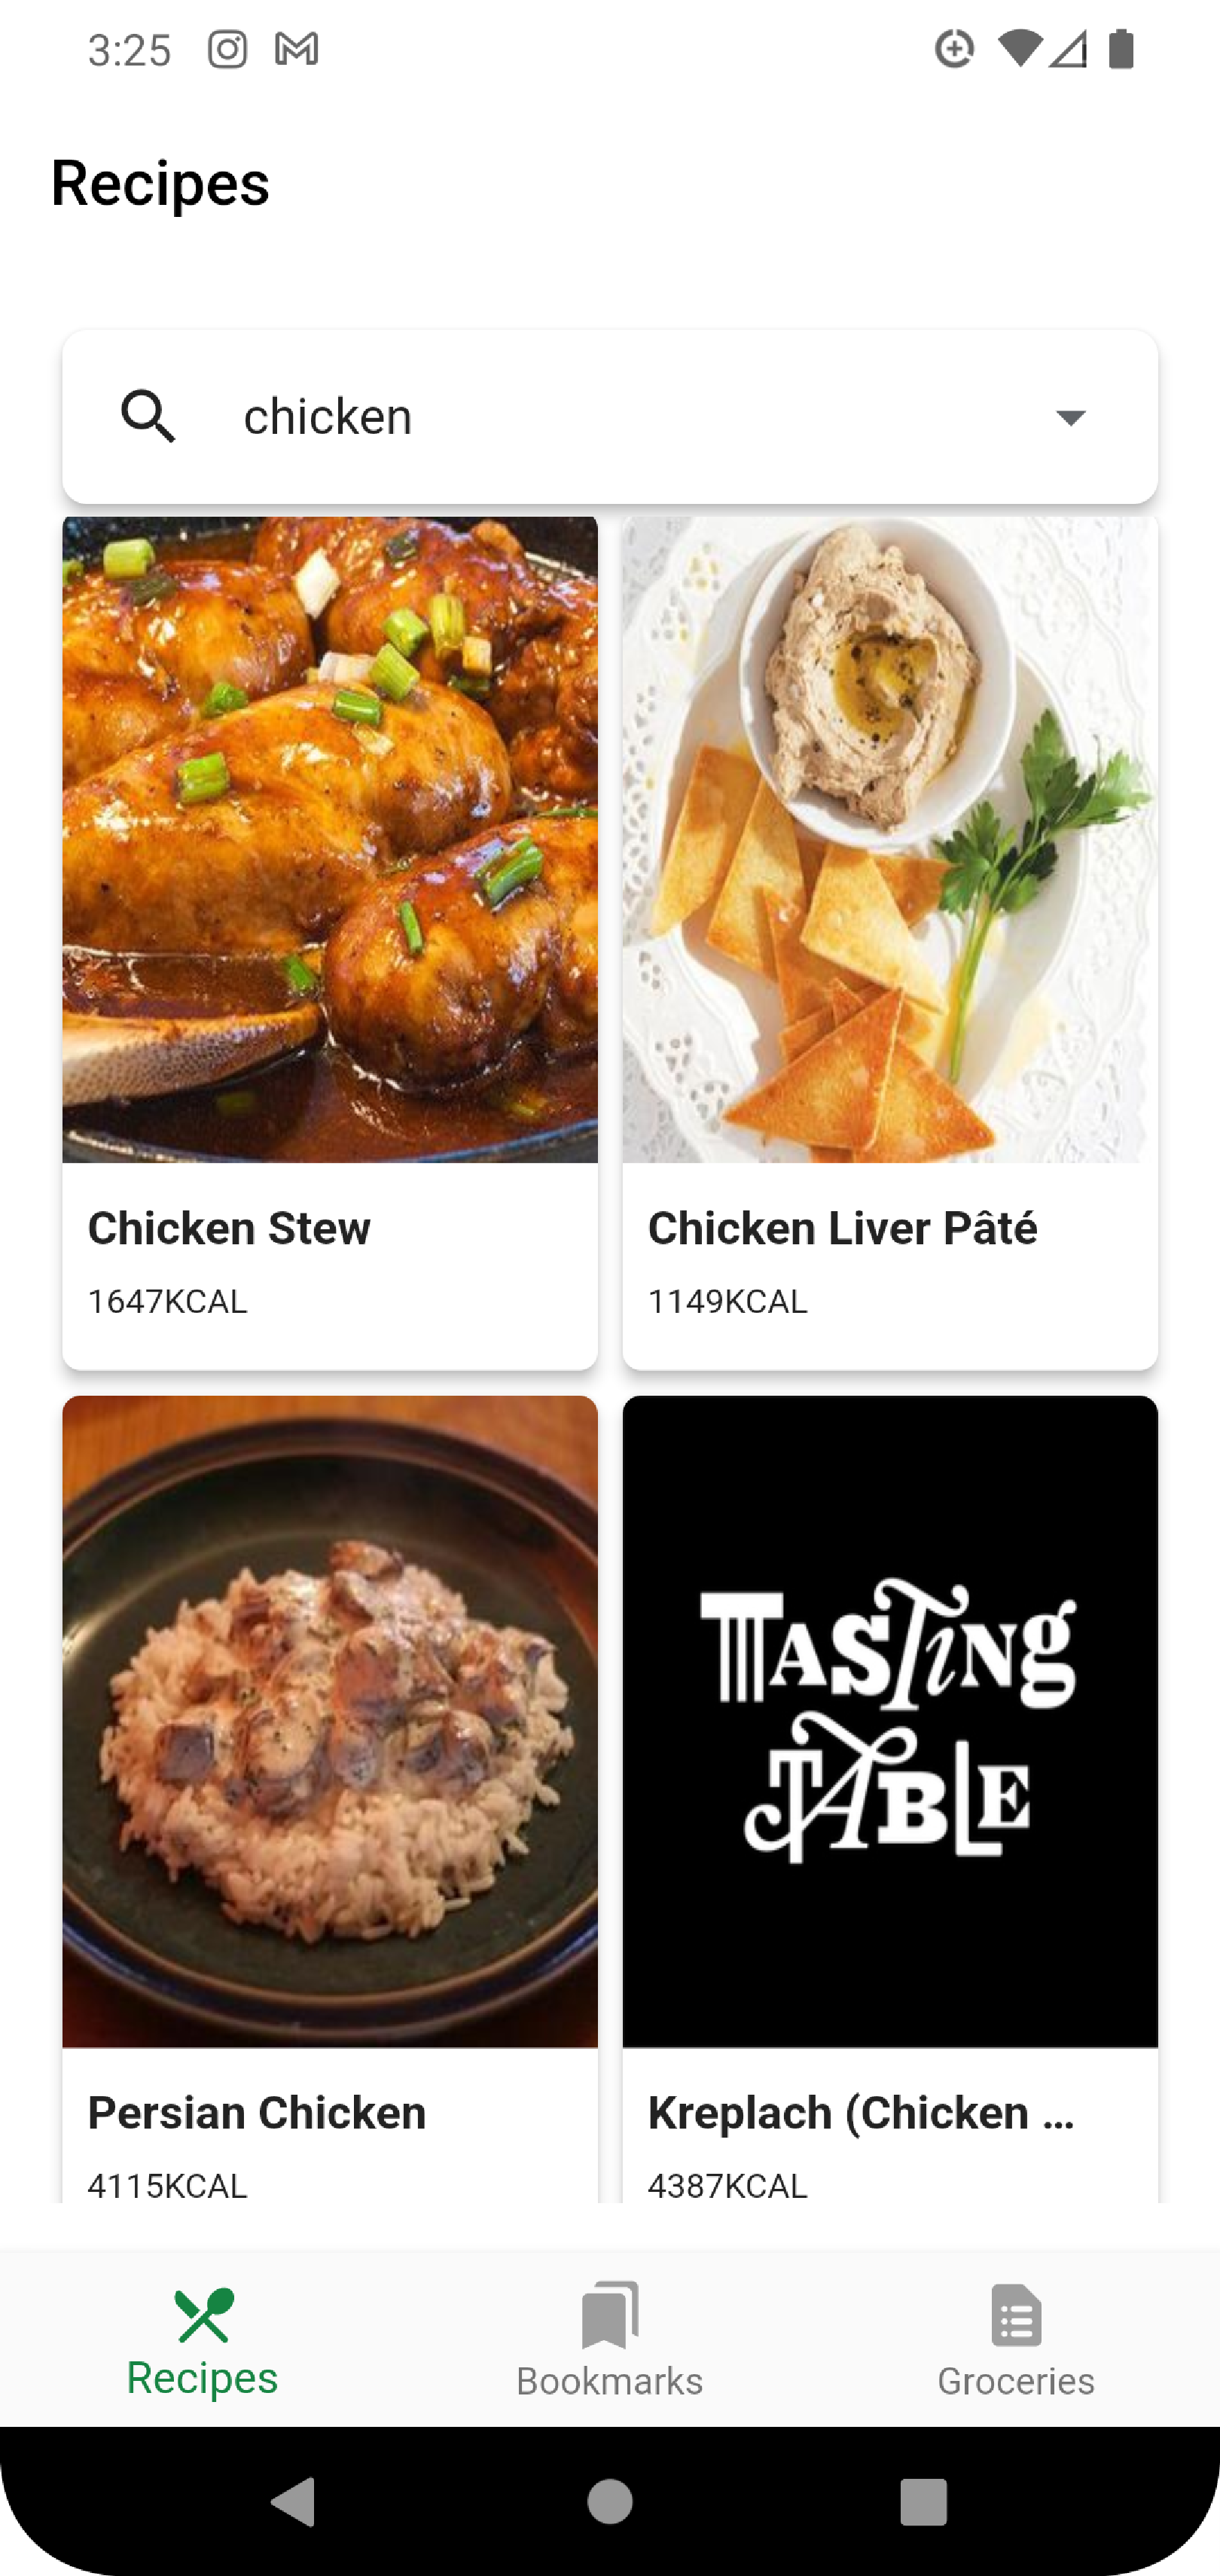 3:25
Recipes
chicken
Chicken Stew
1647KCAL
Chicken Liver Pâté
1149KCAL
TASTiNg
TABLE
Persian Chicken
4115KCAL
Kreplach (Chicken ...
4387KCAL
Recipes
Bookmarks
Groceries